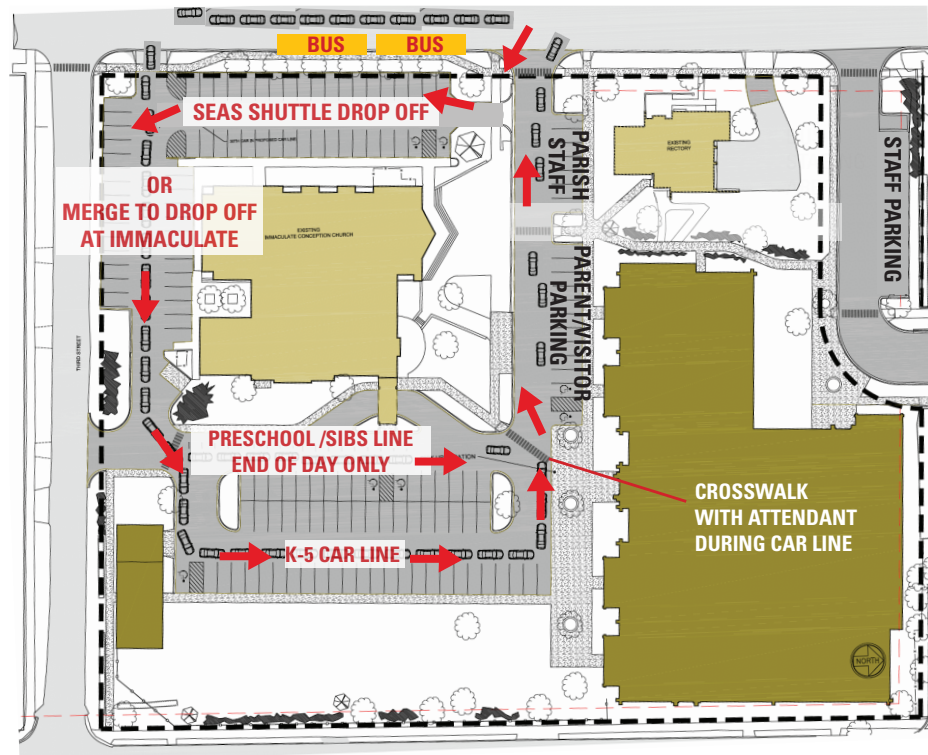 BUS
BUS
SEAS SHUTTLE DROP OFF
OR
MERGE TO DROP OFF
AT IMMACULATE
EXISTING
IMMACULATE CONCEPTION CHURCH
PARISH
STAFF
EXISTING
RECTORY
STAFF PARKING
PARENT/VISITOR
PARKING
THIRD STREET
PRESCHOOL /SIBS LINE
END OF DAY ONLY
K-5 CAR LINE
CROSSWALK
WITH ATTENDANT
DURING CAR LINE
NORTH